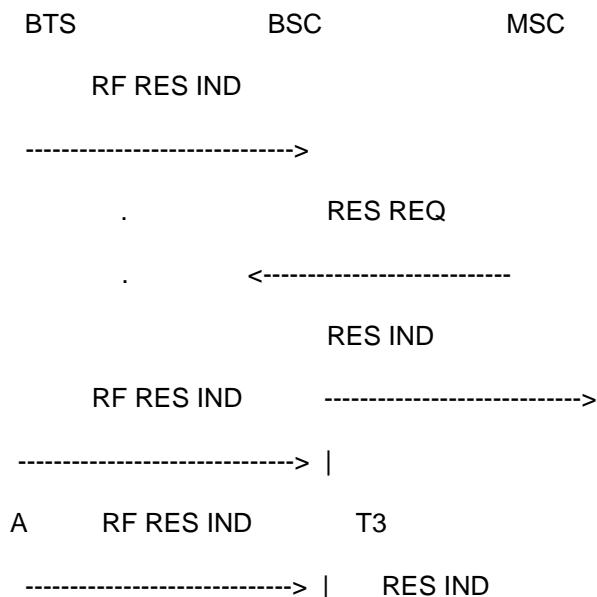 BTS BSC MSC
RF RES IND
------------------------------>
. RES REQ
. <----------------------------
RES IND
RF RES IND ----------------------------->
-------------------------------> |
A RF RES IND T3
------------------------------> | RES IND